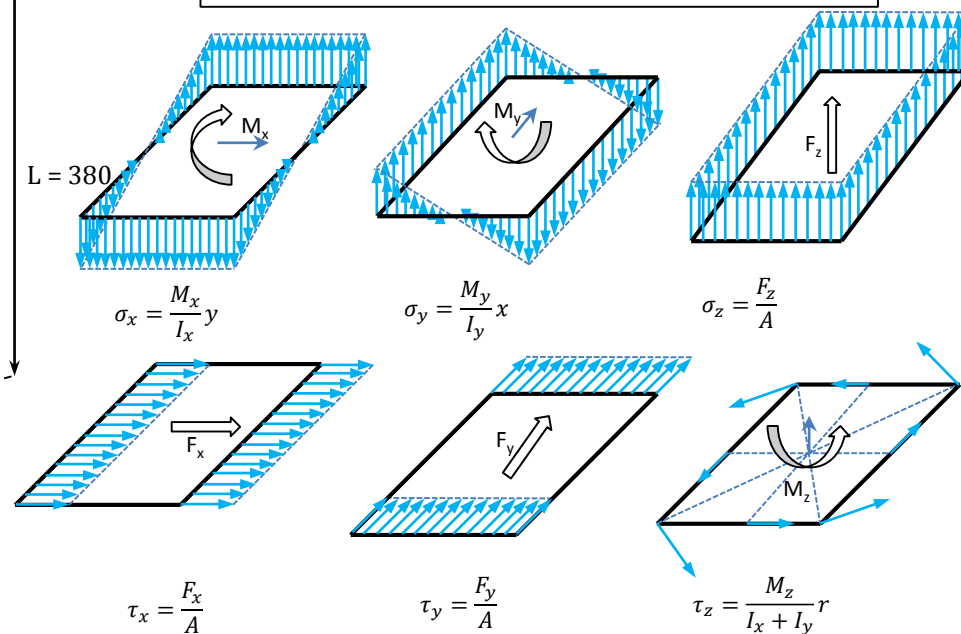 M_x
M_y
F_z
L = 380
σ_x = M_x/I_x y
σ_y = M_y/I_y x
σ_z = F_z/A
F_x
F_y
M_z
τ_x = F_x/A
τ_y = F_y/A
τ_z = M_z/(I_x + I_y) r